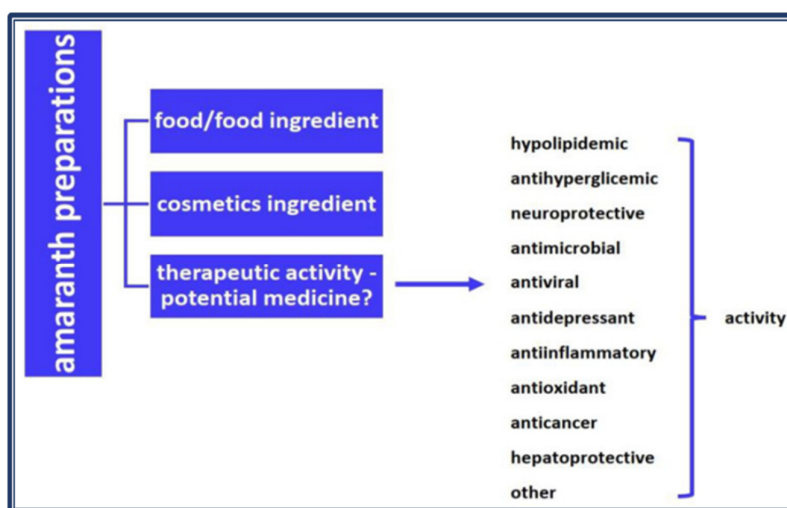 amaranth preparations
food/food ingredient
cosmetics ingredient
therapeutic activity -
potential medicine?
hypolipidemic
antihyperglicemic
neuroprotective
antimicrobial
antiviral
antidepressant
antiinflammatory
antioxidant
anticancer
hepatoprotective
other
activity